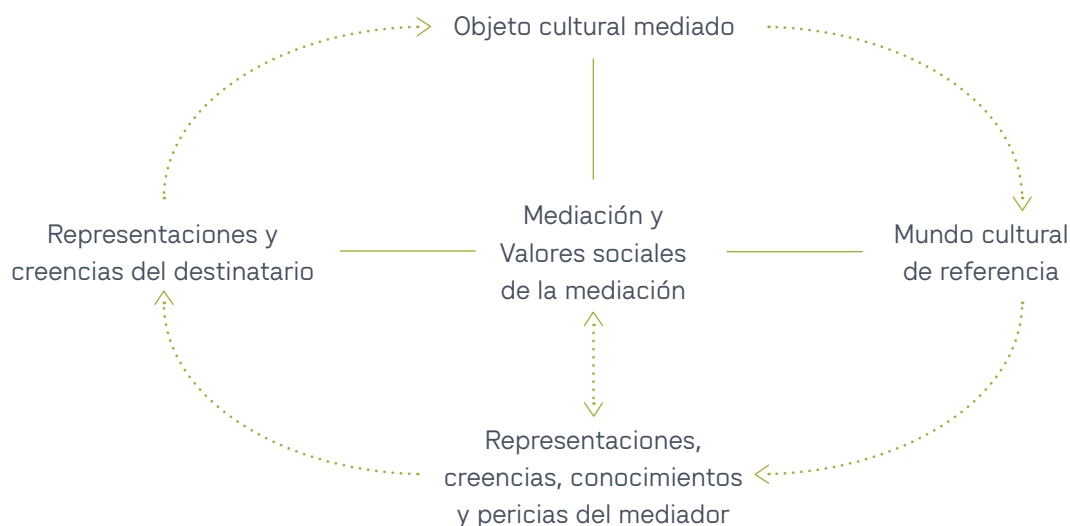 Objeto cultural mediado
Representaciones y
creencias del destinatario
Mediación y
Valores sociales
de la mediación
Mundo cultural
de referencia
Representaciones,
creencias, conocimientos
y pericias del mediador